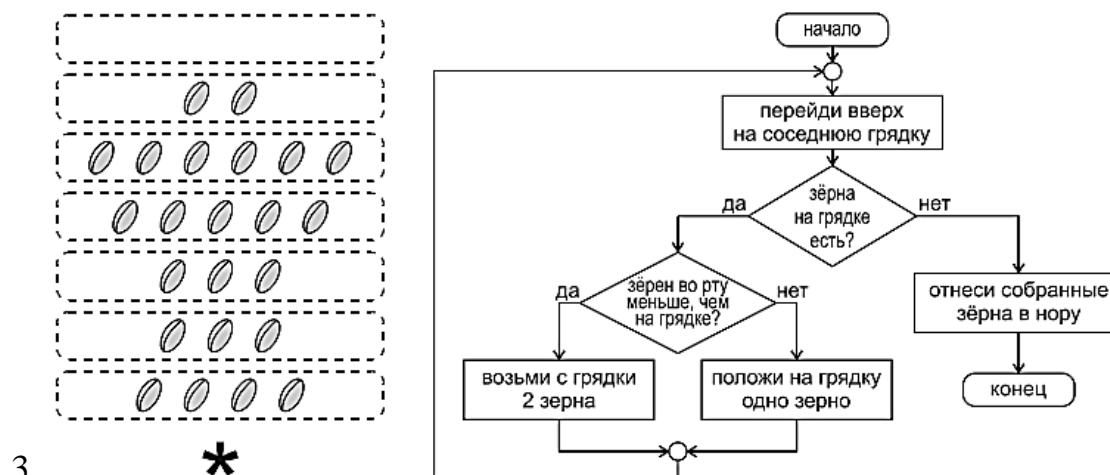 начало
перейди вверх
на соседнюю грядку
зёрна
на грядке
есть?
да
нет
зёрен во рту
меньше, чем
на грядке?
да
нет
возьми с грядки
2 зерна
положи на грядку
одно зерно
отнеси собранные
зёрна в нору
конец
3
*